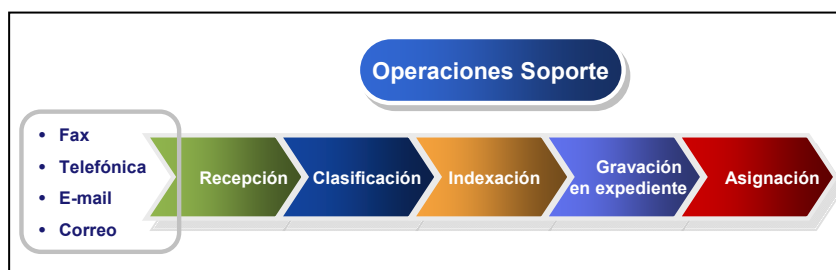 Operaciones Soporte
• Fax
• Telefónica
• E-mail
• Correo
Recepción
Clasificación
Indexación
Gravación
en expediente
Asignación